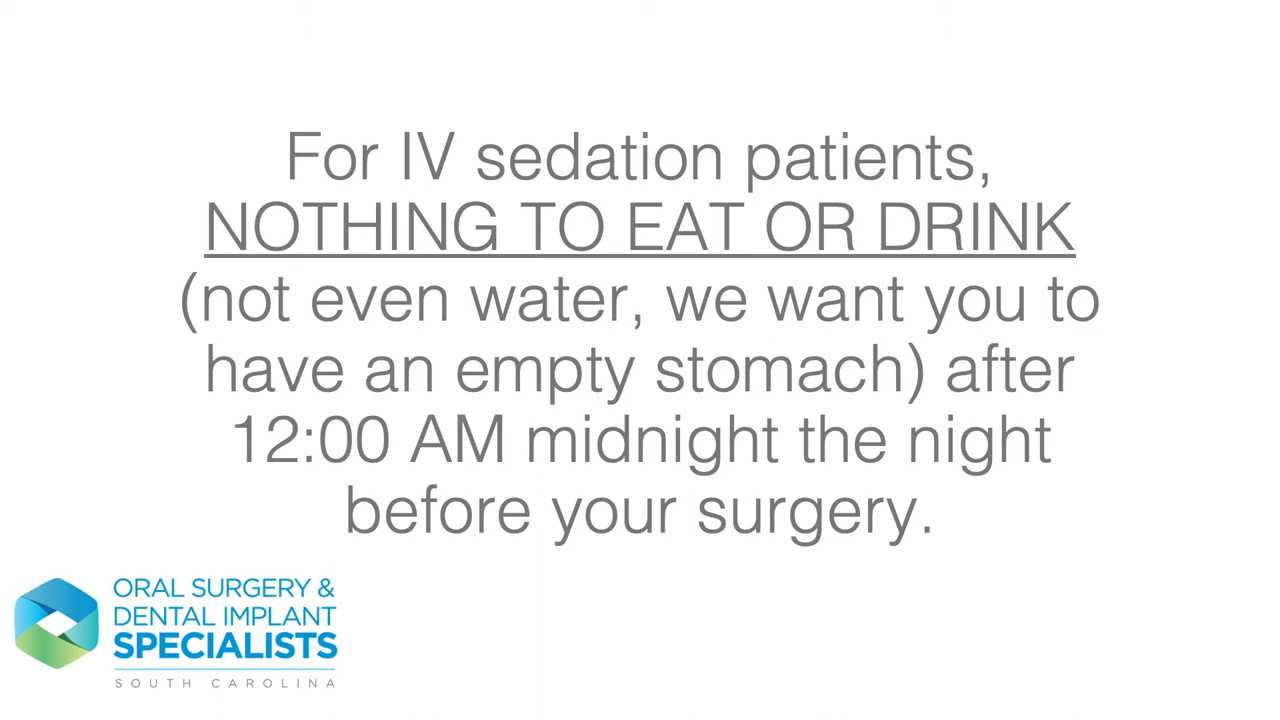 For IV sedation patients,
NOTHING TO EAT OR DRINK
(not even water, we want you to
have an empty stomach) after
12:00 AM midnight the night
before your surgery.
ORAL SURGERY &
DENTAL IMPLANT
SPECIALISTS
SOUTH CAROLINA